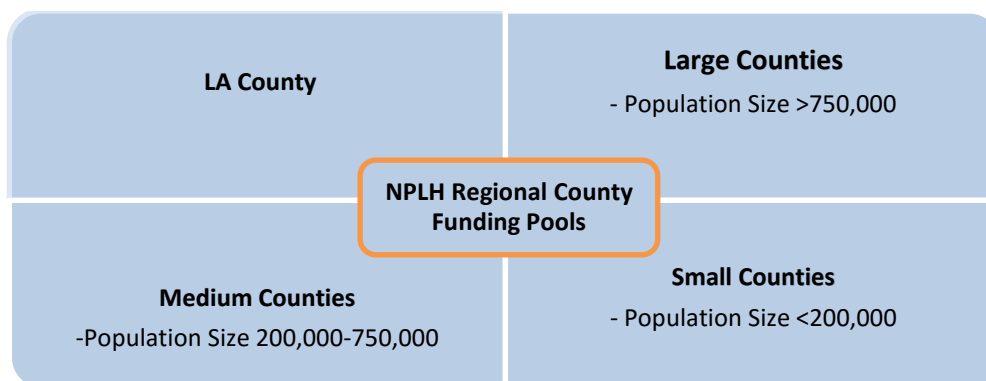 LA County
Large Counties
- Population Size >750,000
NPLH Regional County
Funding Pools
Medium Counties
-Population Size 200,000-750,000
Small Counties
- Population Size <200,000